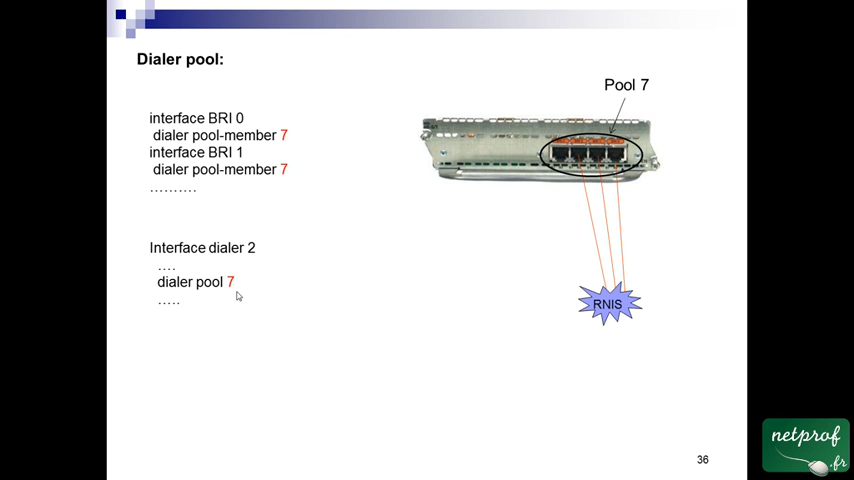 Dialer pool:
Pool 7
interface BRI 0
dialer pool-member 7
interface BRI 1
dialer pool-member 7
..........
Interface dialer 2
....
dialer pool 7
.....
RNIS
36
netprof
.fr